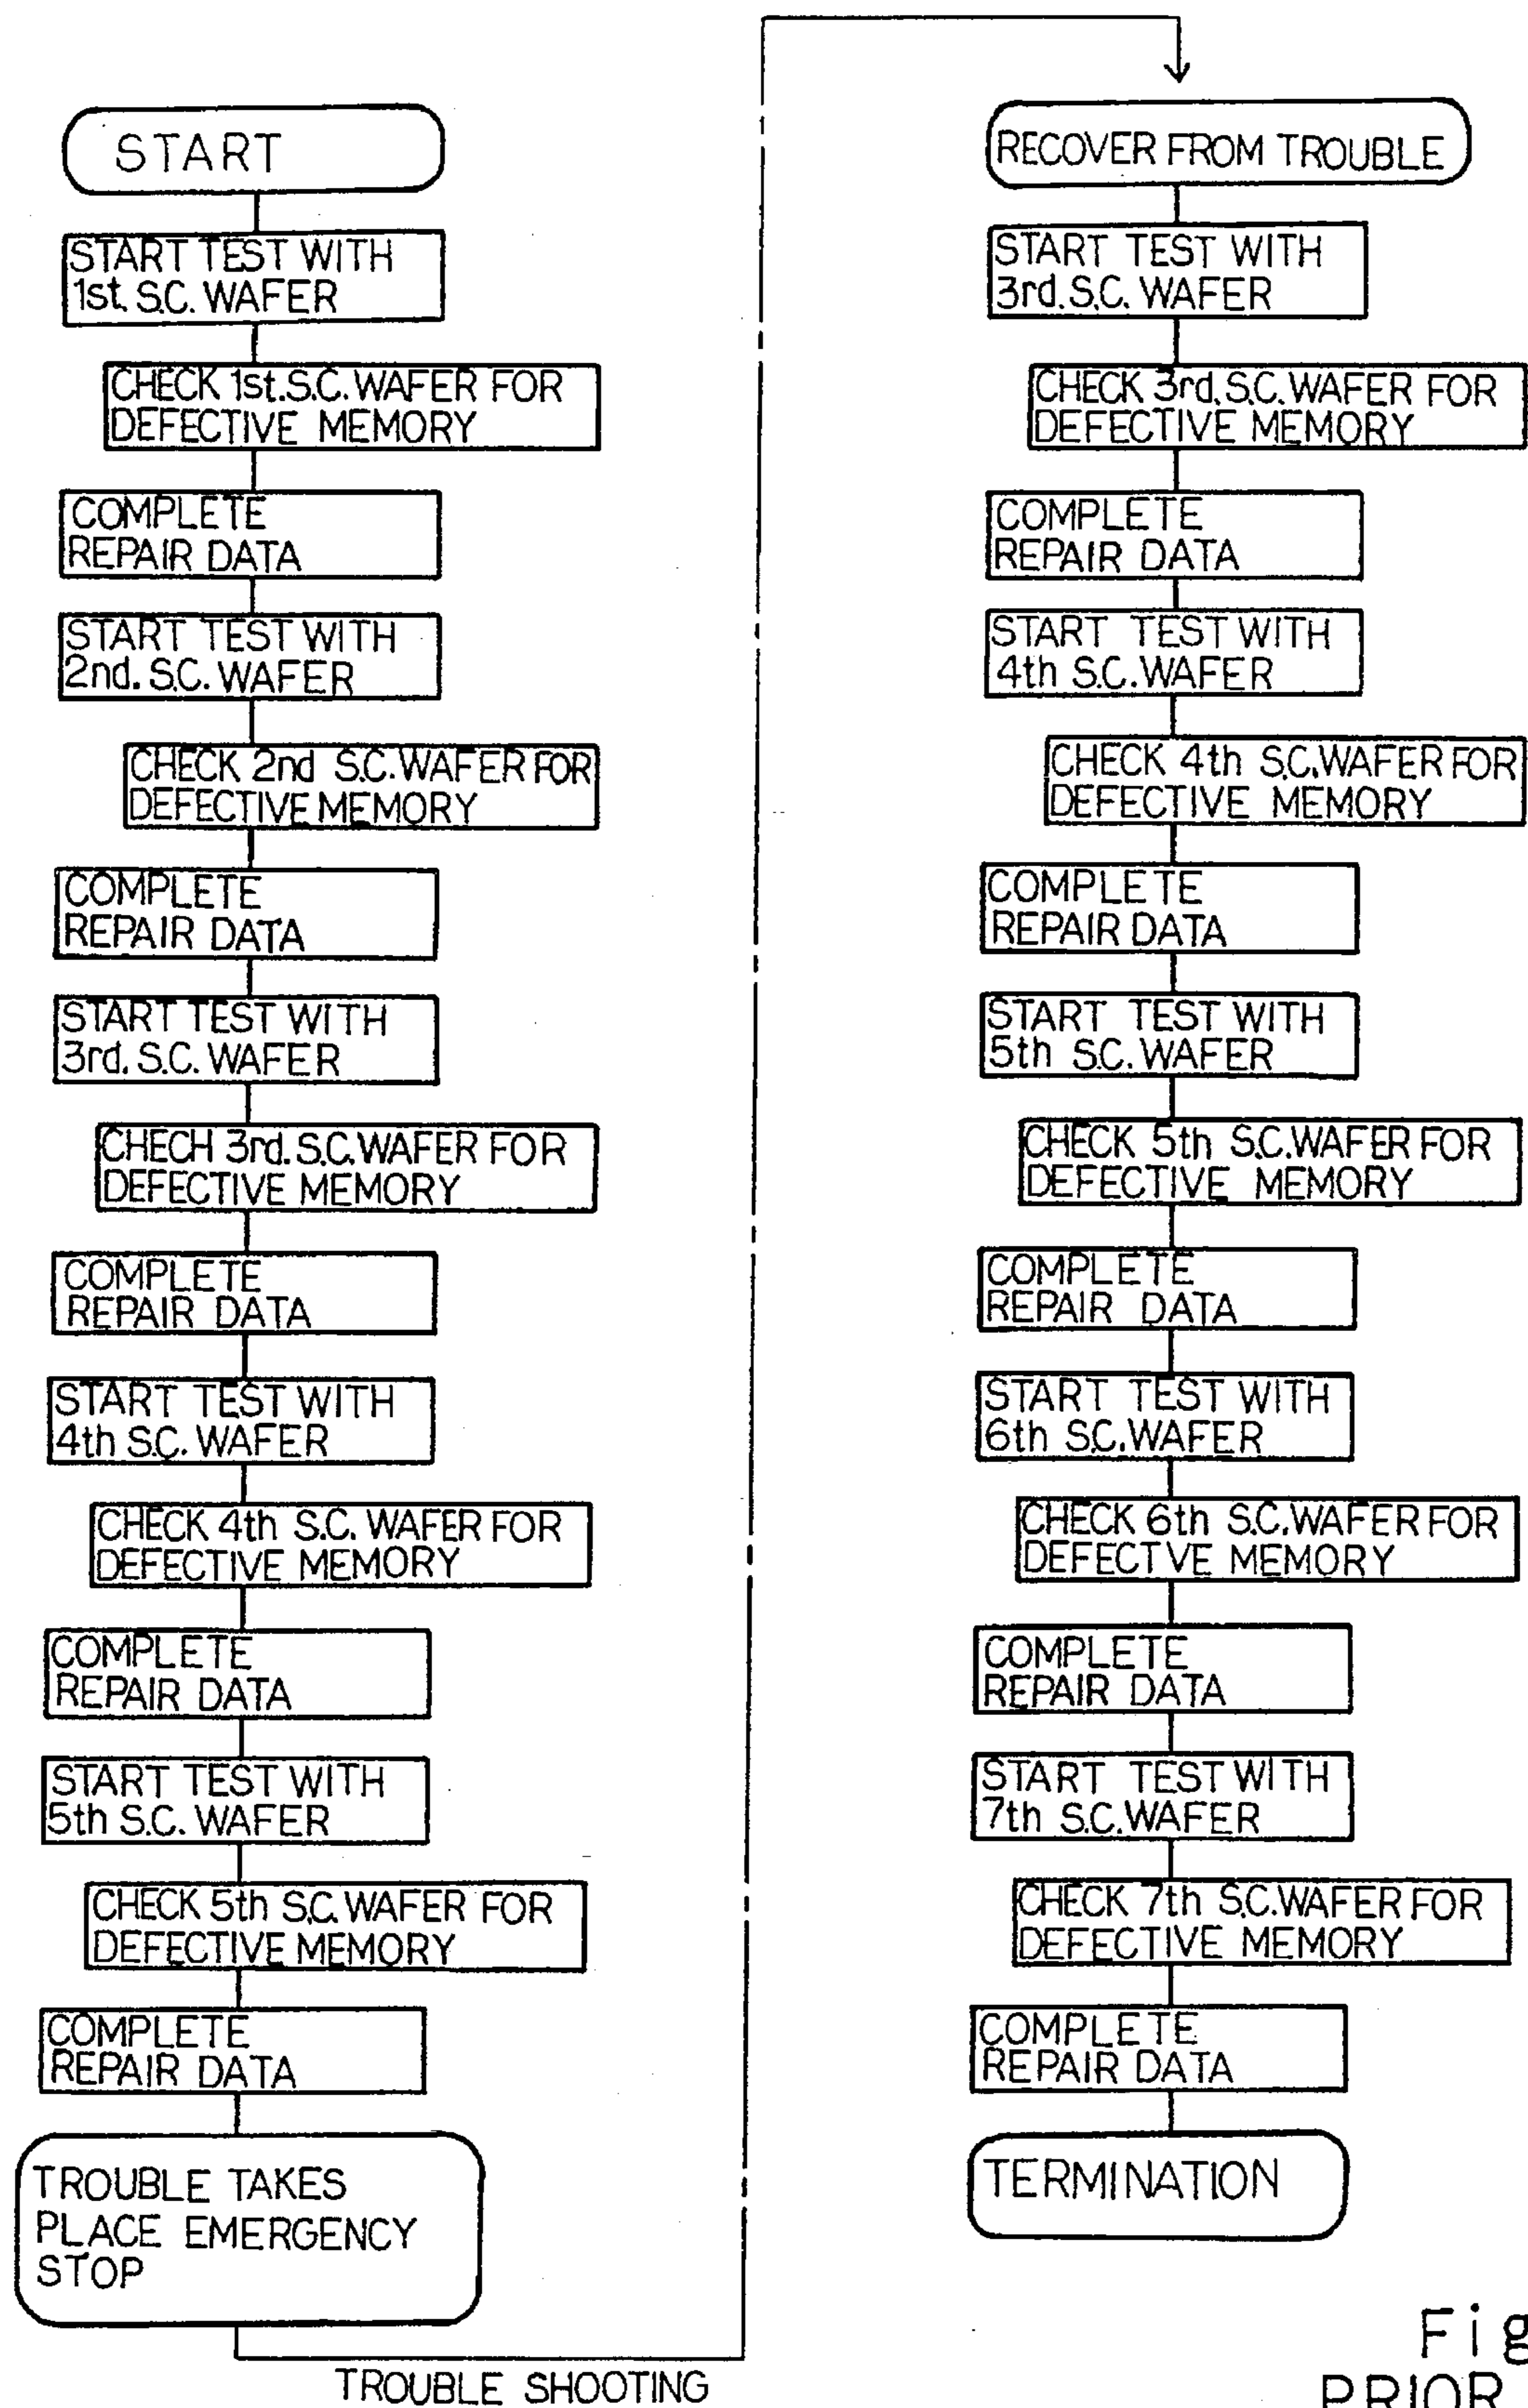 START
START TEST WITH
1st. S.C. WAFER
CHECK 1st. S.C. WAFER FOR
DEFECTIVE MEMORY
COMPLETE
REPAIR DATA
START TEST WITH
2nd. S.C. WAFER
CHECK 2nd S.C. WAFER FOR
DEFECTIVE MEMORY
COMPLETE
REPAIR DATA
START TEST WITH
3rd. S.C. WAFER
CHECH 3rd. S.C. WAFER FOR
DEFECTIVE MEMORY
COMPLETE
REPAIR DATA
START TEST WITH
4th S.C. WAFER
CHECK 4th S.C. WAFER FOR
DEFECTIVE MEMORY
COMPLETE
REPAIR DATA
START TEST WITH
5th S.C. WAFER
CHECK 5th S.C. WAFER FOR
DEFECTIVE MEMORY
COMPLETE
REPAIR DATA
TROUBLE TAKES
PLACE EMERGENCY
STOP
TROUBLE SHOOTING
RECOVER FROM TROUBLE
START TEST WITH
3rd. S.C. WAFER
CHECK 3rd. S.C. WAFER FOR
DEFECTIVE MEMORY
COMPLETE
REPAIR DATA
START TEST WITH
4th S.C. WAFER
CHECK 4th S.C. WAFER FOR
DEFECTIVE MEMORY
COMPLETE
REPAIR DATA
START TEST WITH
5th S.C. WAFER
CHECK 5th S.C. WAFER FOR
DEFECTIVE MEMORY
COMPLETE
REPAIR DATA
START TEST WITH
6th S.C. WAFER
CHECK 6th S.C. WAFER FOR
DEFECTVE MEMORY
COMPLETE
REPAIR DATA
START TEST WITH
7th S.C. WAFER
CHECK 7th S.C. WAFER FOR
DEFECTIVE MEMORY
COMPLETE
REPAIR DATA
TERMINATION
Fig
PRIOR